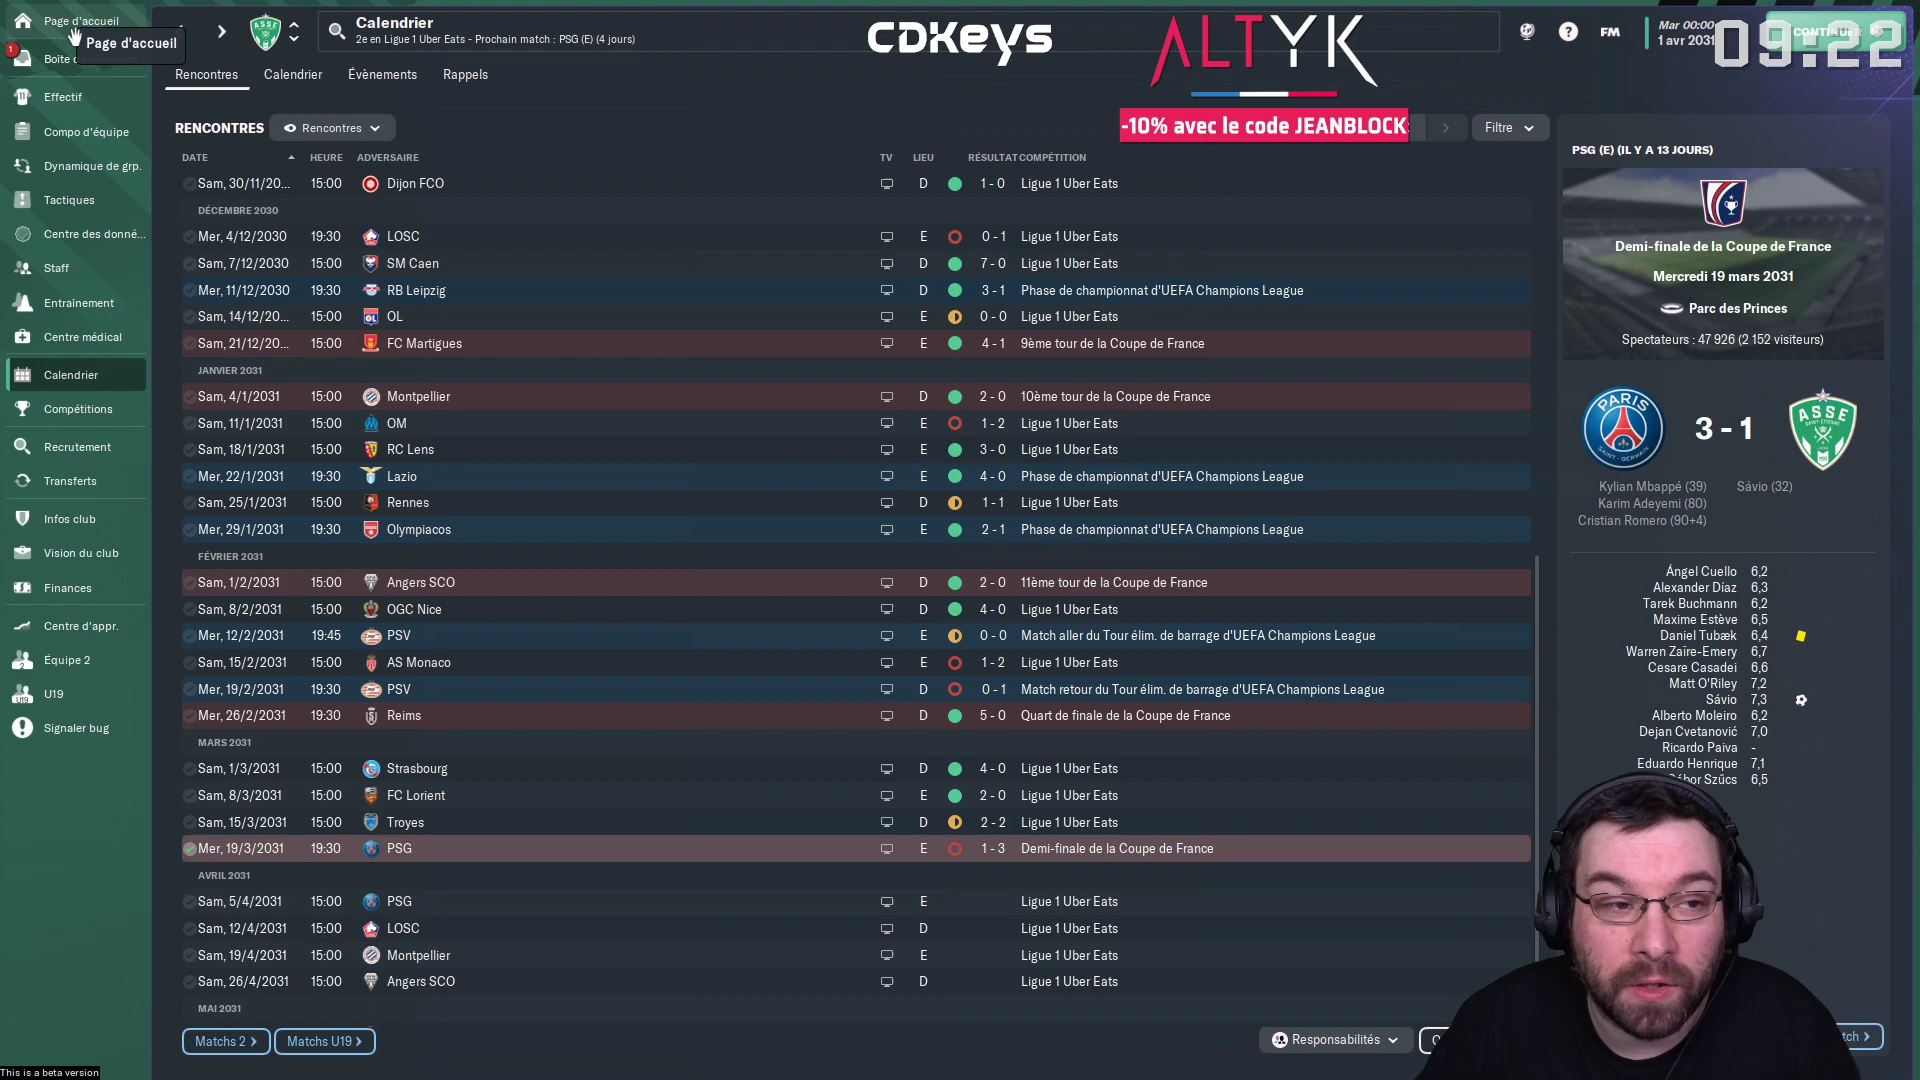 Page d'accueil
Page d'accueil
1
Boîte
Effectif
Compo d'équipe
Dynamique de grp.
Tactiques
Centre des donné...
Staff
Entraînement
Centre médical
Calendrier
Compétitions
Recrutement
Transferts
Infos club
Vision du club
Finances
Centre d'appr.
Équipe 2
U19
Signaler bug
This is a beta version
ASSE
Calendrier
2e en Ligue 1 Uber Eats - Prochain match : PSG (E) (4 jours)
CDKeys
ALTYK
-10% avec le code JEANBLOCK
FM
Mar 00:00
1 avr 2031
CONTINUER
09:22
Rencontres Calendrier Évènements Rappels
RENCONTRES Rencontres
Filtre
DATE HEURE ADVERSAIRE TV LIEU RÉSULTAT COMPÉTITION
Sam, 30/11/20... 15:00 Dijon FCO D 1 - 0 Ligue 1 Uber Eats
DÉCEMBRE 2030
Mer, 4/12/2030 19:30 LOSC E 0 - 1 Ligue 1 Uber Eats
Sam, 7/12/2030 15:00 SM Caen D 7 - 0 Ligue 1 Uber Eats
Mer, 11/12/2030 19:30 RB Leipzig D 3 - 1 Phase de championnat d'UEFA Champions League
Sam, 14/12/20... 15:00 OL E 0 - 0 Ligue 1 Uber Eats
Sam, 21/12/20... 15:00 FC Martigues E 4 - 1 9ème tour de la Coupe de France
JANVIER 2031
Sam, 4/1/2031 15:00 Montpellier D 2 - 0 10ème tour de la Coupe de France
Sam, 11/1/2031 15:00 OM E 1 - 2 Ligue 1 Uber Eats
Sam, 18/1/2031 15:00 RC Lens E 3 - 0 Ligue 1 Uber Eats
Mer, 22/1/2031 19:30 Lazio E 4 - 0 Phase de championnat d'UEFA Champions League
Sam, 25/1/2031 15:00 Rennes D 1 - 1 Ligue 1 Uber Eats
Mer, 29/1/2031 19:30 Olympiacos E 2 - 1 Phase de championnat d'UEFA Champions League
FÉVRIER 2031
Sam, 1/2/2031 15:00 Angers SCO D 2 - 0 11ème tour de la Coupe de France
Sam, 8/2/2031 15:00 OGC Nice D 4 - 0 Ligue 1 Uber Eats
Mer, 12/2/2031 19:45 PSV E 0 - 0 Match aller du Tour élim. de barrage d'UEFA Champions League
Sam, 15/2/2031 15:00 AS Monaco E 1 - 2 Ligue 1 Uber Eats
Mer, 19/2/2031 19:30 PSV D 0 - 1 Match retour du Tour élim. de barrage d'UEFA Champions League
Mer, 26/2/2031 19:30 Reims D 5 - 0 Quart de finale de la Coupe de France
MARS 2031
Sam, 1/3/2031 15:00 Strasbourg D 4 - 0 Ligue 1 Uber Eats
Sam, 8/3/2031 15:00 FC Lorient E 2 - 0 Ligue 1 Uber Eats
Sam, 15/3/2031 15:00 Troyes D 2 - 2 Ligue 1 Uber Eats
Mer, 19/3/2031 19:30 PSG E 1 - 3 Demi-finale de la Coupe de France
AVRIL 2031
Sam, 5/4/2031 15:00 PSG E Ligue 1 Uber Eats
Sam, 12/4/2031 15:00 LOSC D Ligue 1 Uber Eats
Sam, 19/4/2031 15:00 Montpellier E Ligue 1 Uber Eats
Sam, 26/4/2031 15:00 Angers SCO D Ligue 1 Uber Eats
MAI 2031
Matchs 2 Matchs U19
Responsabilités
PSG (E) (IL Y A 13 JOURS)
Demi-finale de la Coupe de France
Mercredi 19 mars 2031
Parc des Princes
Spectateurs : 47 926 (2 152 visiteurs)
PARIS
SAINT-GERMAIN
3 - 1
ASSE
Kylian Mbappé (39) Sávio (32)
Karim Adeyemi (80)
Cristian Romero (90+4)
Ángel Cuello 6,2
Alexander Díaz 6,3
Tarek Buchmann 6,2
Maxime Estève 6,5
Daniel Tubæk 6,4
Warren Zaïre-Emery 6,7
Cesare Casadei 6,6
Matt O'Riley 7,2
Sávio 7,3
Alberto Moleiro 6,2
Dejan Cvetanović 7,0
Ricardo Paiva -
Eduardo Henrique 7,1
Szűcs 6,5